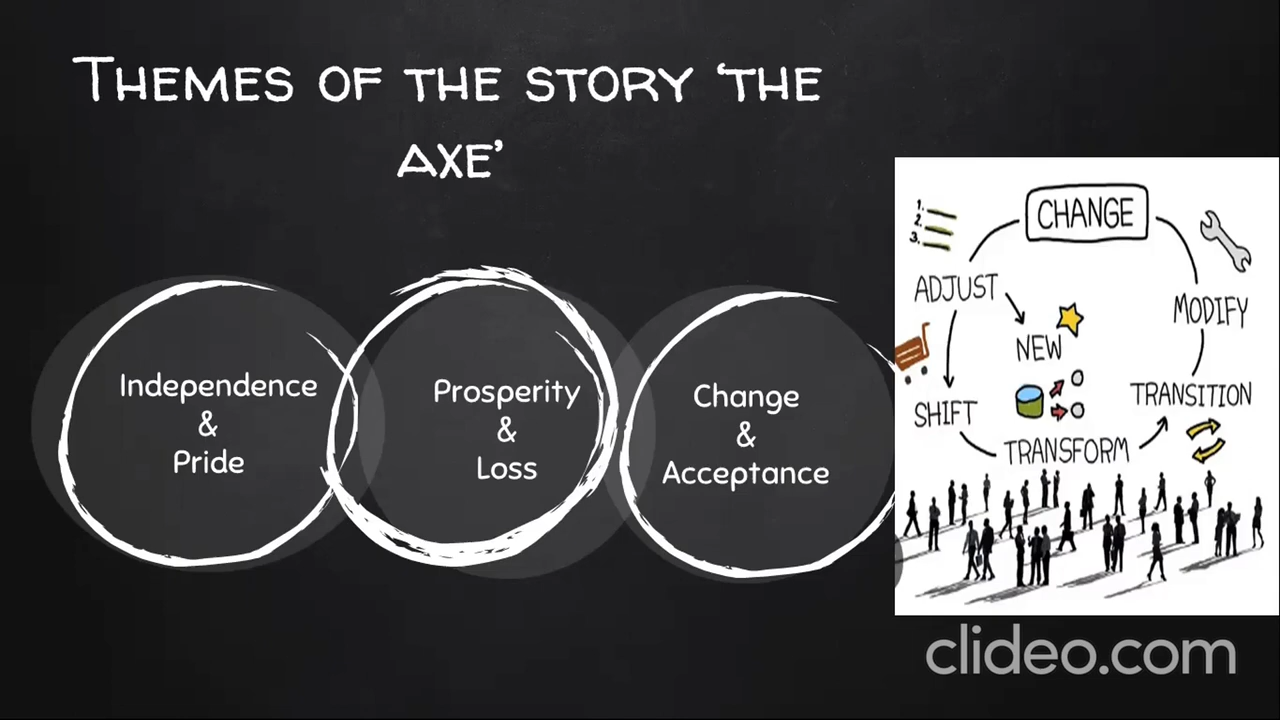 THEMES OF THE STORY ‘THE
AXE’
Independence
&
Pride
Prosperity
&
Loss
Change
&
Acceptance
CHANGE
1.
2.
3.
ADJUST
MODIFY
NEW
SHIFT
TRANSITION
TRANSFORM
clideo.com